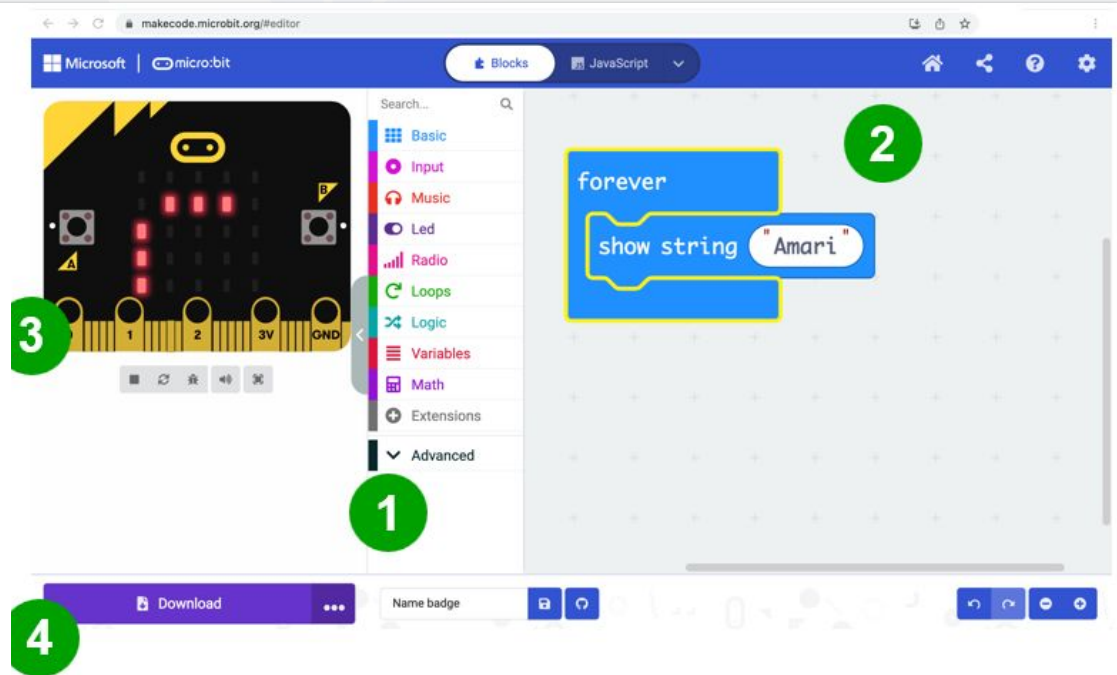 makecode.microbit.org/#editor
Microsoft | micro:bit
Blocks
JavaScript
Search...
Basic
Input
Music
Led
Radio
Loops
Logic
Variables
Math
Extensions
Advanced
B
A
1
2
3V
GND
forever
show string "Amari"
1
2
3
4
Download
Name badge